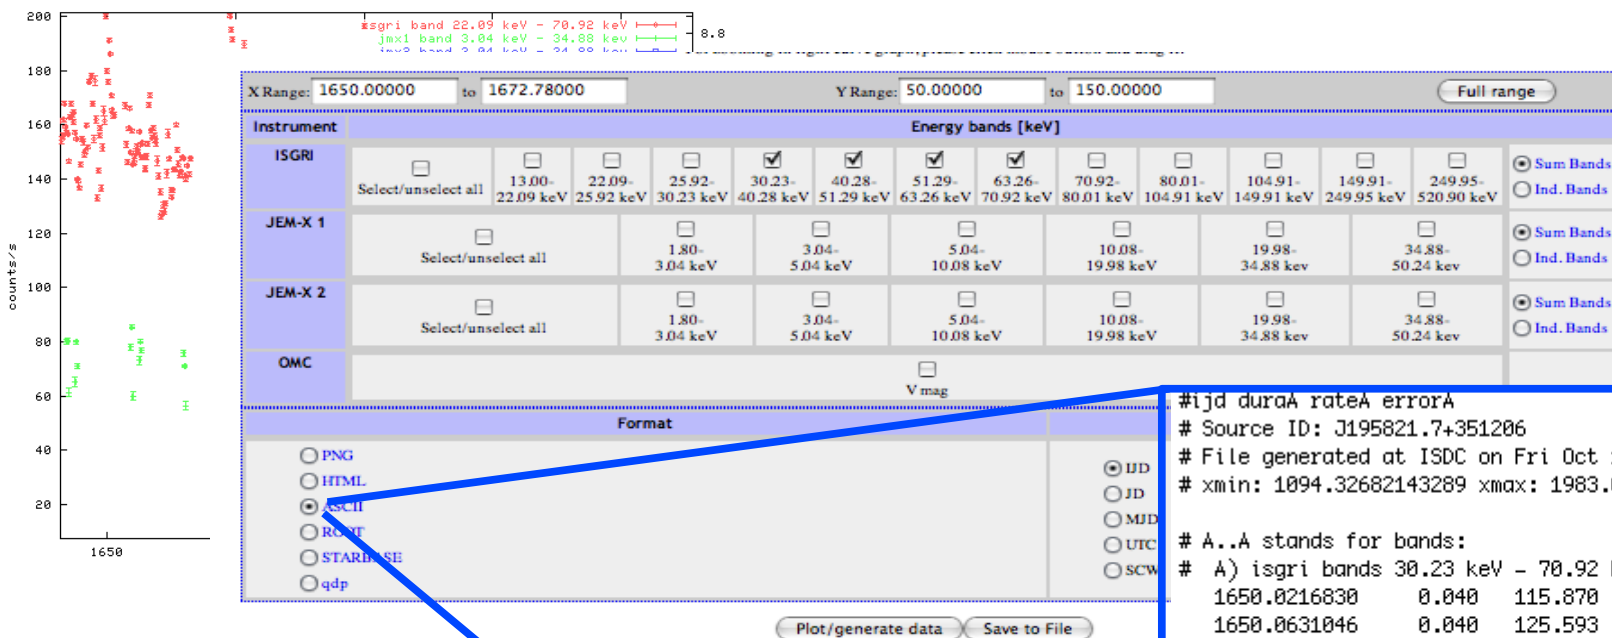 200
180
160
140
120
100
80
60
40
20
counts/s
1650
isgri band 22.09 keV - 70.92 keV
jmx1 band 3.04 keV - 34.88 keV
8.8
X Range: 1650.00000 to 1672.78000 Y Range: 50.00000 to 150.00000 Full range
Instrument Energy bands [keV]
ISGRI
Select/unselect all
13.00-
22.09 keV
22.09-
25.92 keV
25.92-
30.23 keV
30.23-
40.28 keV
40.28-
51.29 keV
51.29-
63.26 keV
63.26-
70.92 keV
70.92-
80.01 keV
80.01-
104.91 keV
104.91-
149.91 keV
149.91-
249.95 keV
249.95-
520.90 keV
Sum Bands
Ind. Bands
JEM-X 1
Select/unselect all
1.80-
3.04 keV
3.04-
5.04 keV
5.04-
10.08 keV
10.08-
19.98 keV
19.98-
34.88 kev
34.88-
50.24 kev
Sum Bands
Ind. Bands
JEM-X 2
Select/unselect all
1.80-
3.04 keV
3.04-
5.04 keV
5.04-
10.08 keV
10.08-
19.98 keV
19.98-
34.88 kev
34.88-
50.24 kev
Sum Bands
Ind. Bands
OMC
V mag
Format
PNG
HTML
ASCII
ROOT
STARBASE
qdp
IJD
JD
MJD
UTC
SCW
Plot/generate data Save to File
#ijd duraA rateA errorA
# Source ID: J195821.7+351206
# File generated at ISDC on Fri Oct
# xmin: 1094.32682143289 xmax: 1983.
# A..A stands for bands:
# A) isgri bands 30.23 keV - 70.92
1650.0216830 0.040 115.870
1650.0631046 0.040 125.593